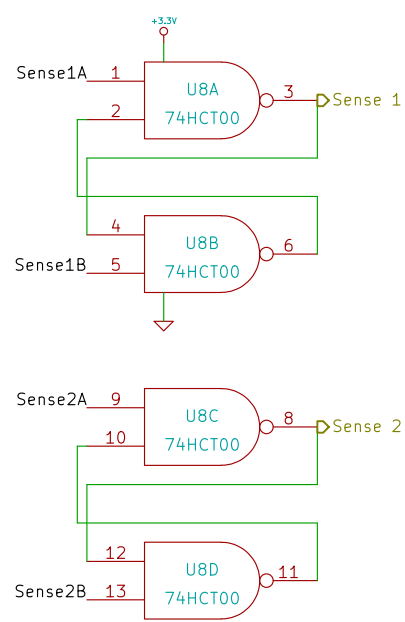 +3.3V
Sense1A 1
U8A
3
Sense 1
2
74HCT00
4
U8B
6
Sense1B 5
74HCT00
Sense2A 9
U8C
8
Sense 2
10
74HCT00
12
U8D
11
Sense2B 13
74HCT00